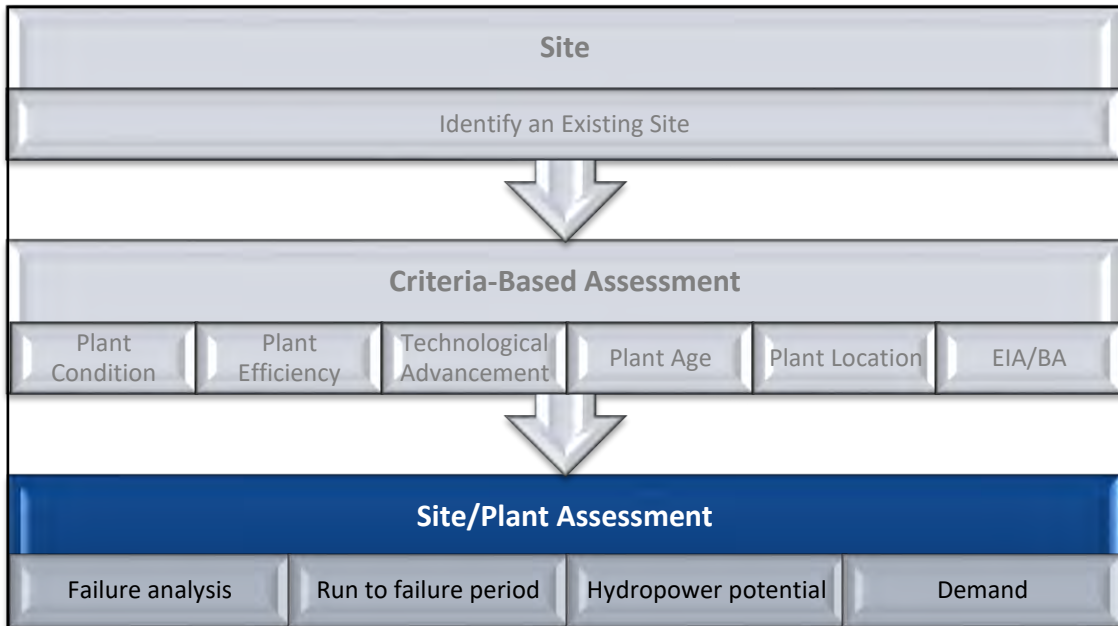 Site
Identify an Existing Site
Criteria-Based Assessment
Plant
Condition
Plant
Efficiency
Technological
Advancement
Plant Age
Plant Location
EIA/BA
Site/Plant Assessment
Failure analysis
Run to failure period
Hydropower potential
Demand